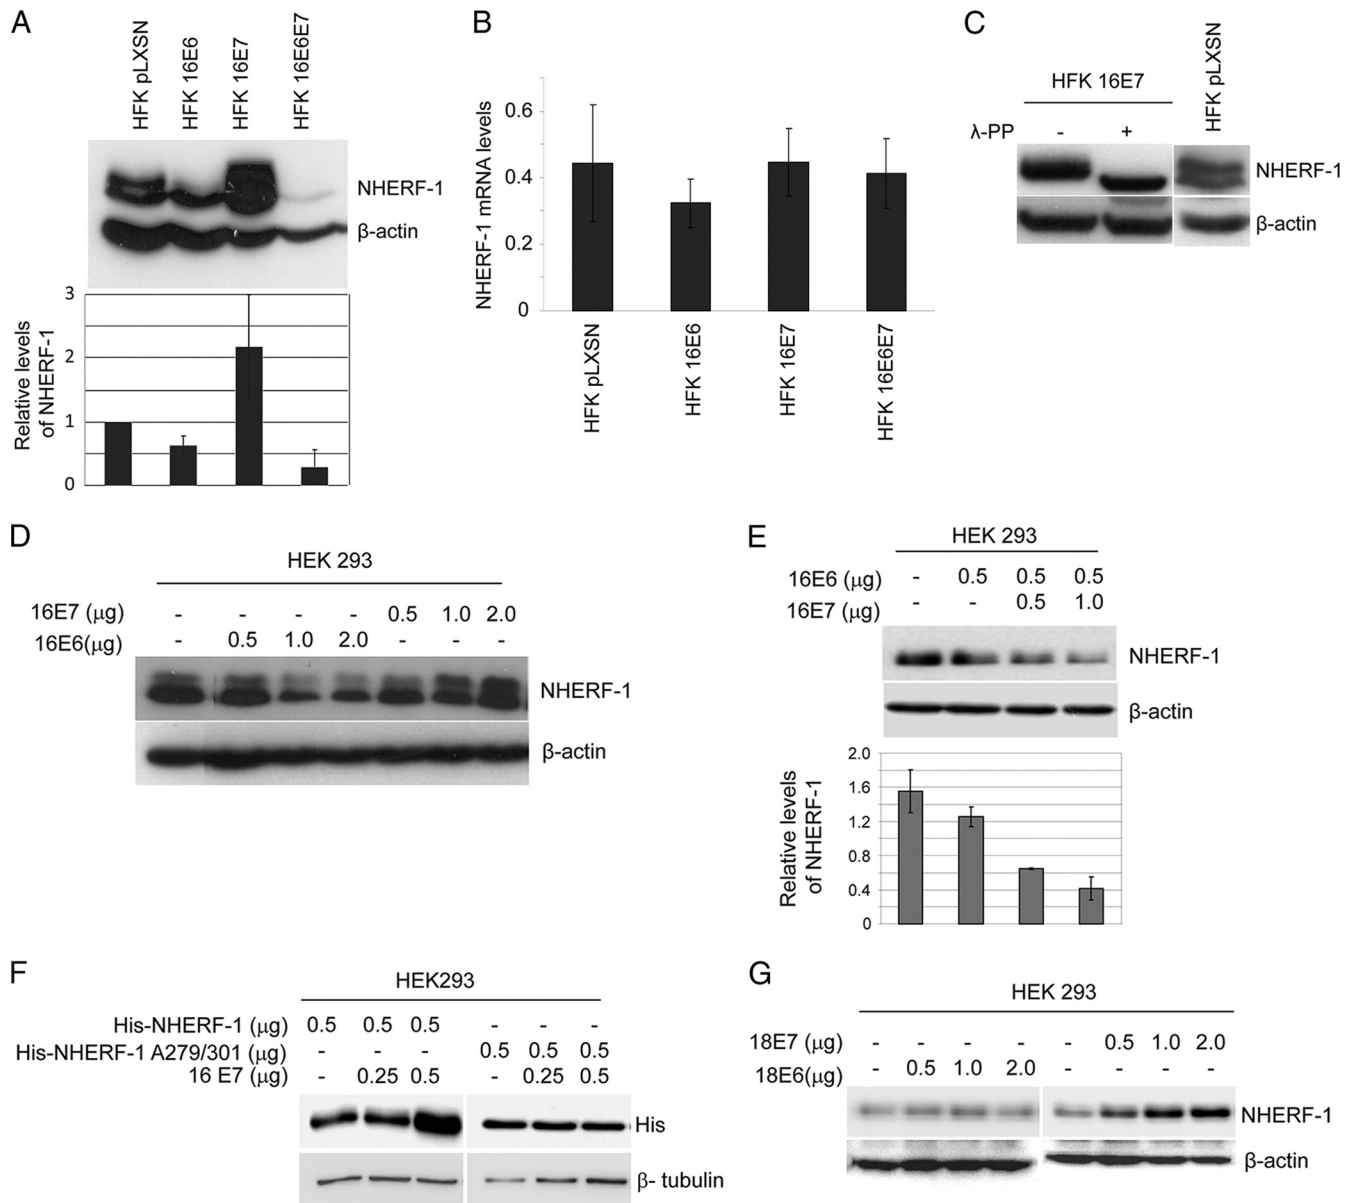 A
HFK pLXSN
HFK 16E6
HFK 16E7
HFK 16E6E7
NHERF-1
β-actin
Relative levels
of NHERF-1
3
2
1
0
B
NHERF-1 mRNA levels
0.6
0.4
0.2
0
HFK pLXSN
HFK 16E6
HFK 16E7
HFK 16E6E7
C
HFK 16E7
HFK pLXSN
λ-PP - +
NHERF-1
β-actin
D
HEK 293
16E7 (μg) - - - - 0.5 1.0 2.0
16E6(μg) - 0.5 1.0 2.0 - - -
NHERF-1
β-actin
E
HEK 293
16E6 (μg) - 0.5 0.5 0.5
16E7 (μg) - - 0.5 1.0
NHERF-1
β-actin
Relative levels
of NHERF-1
2.0
1.6
1.2
0.8
0.4
0
F
HEK293
His-NHERF-1 (μg) 0.5 0.5 0.5 - - -
His-NHERF-1 A279/301 (μg) - - - 0.5 0.5 0.5
16 E7 (μg) - 0.25 0.5 - 0.25 0.5
His
β- tubulin
G
HEK 293
18E7 (μg) - - - - - 0.5 1.0 2.0
18E6(μg) - 0.5 1.0 2.0 - - - -
NHERF-1
β-actin